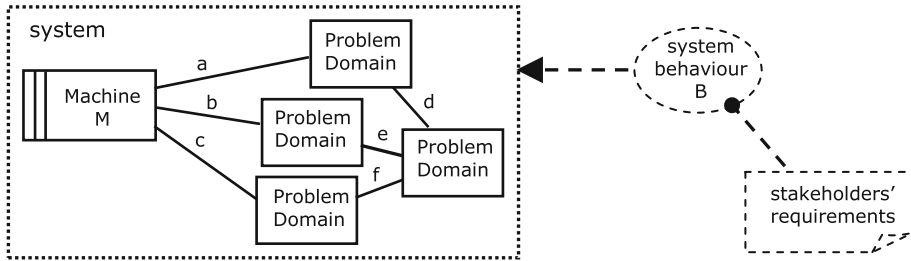 system
Machine
M
a
b
c
Problem
Domain
Problem
Domain
Problem
Domain
d
e
f
Problem
Domain
system
behaviour
B
stakeholders’
requirements